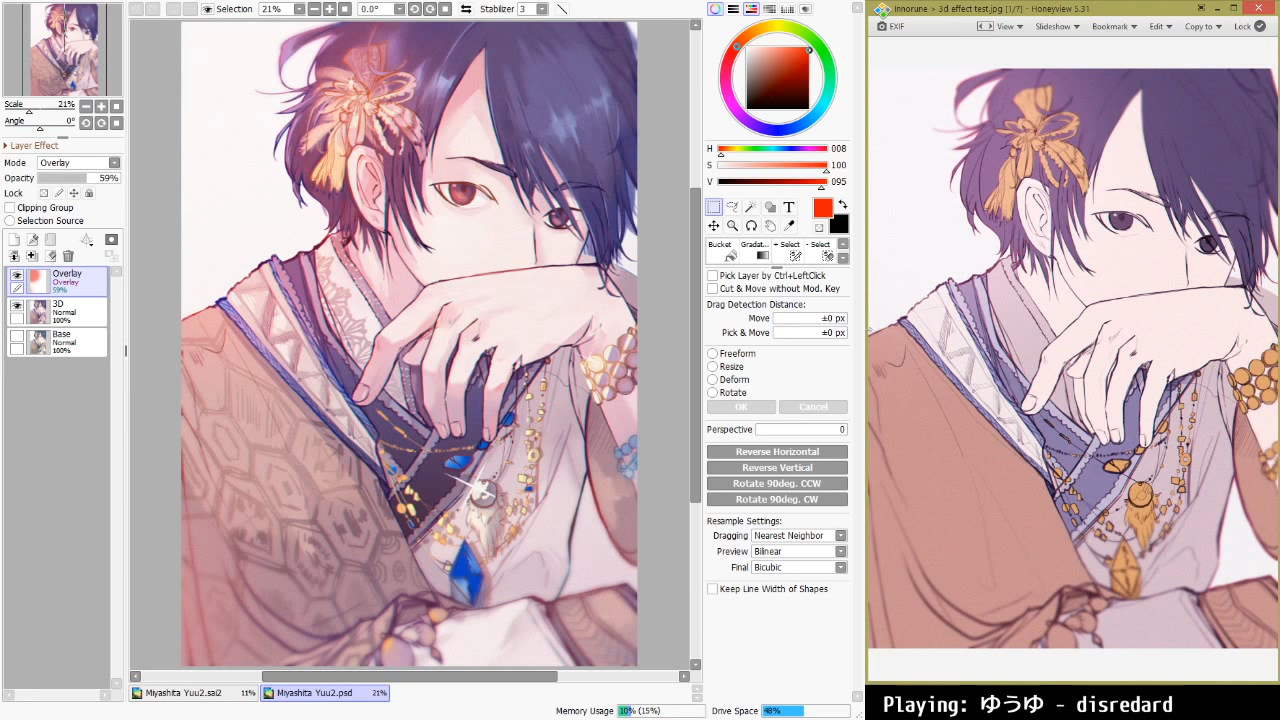 Selection
21%
0.0°
Stabilizer
3
Scale
21%
Angle
0°
Layer Effect
Mode
Overlay
Opacity
59%
Lock
Clipping Group
Selection Source
Overlay
Overlay
59%
3D
Normal
100%
Base
Normal
100%
Miyashita Yuu2.sai2
11%
Miyashita Yuu2.psd
21%
Memory Usage
10% (15%)
Drive Space
48%
H
008
S
100
V
095
T
Bucket
Gradat...
+ Select
- Select
Pick Layer by Ctrl+LeftClick
Cut & Move without Mod. Key
Drag Detection Distance:
Move
±0 px
Pick & Move
±0 px
Freeform
Resize
Deform
Rotate
OK
Cancel
Perspective
0
Reverse Horizontal
Reverse Vertical
Rotate 90deg. CCW
Rotate 90deg. CW
Resample Settings:
Dragging
Nearest Neighbor
Preview
Bilinear
Final
Bicubic
Keep Line Width of Shapes
Innorune > 3d effect test.jpg [1/7] - Honeyview 5.31
EXIF
View
Slideshow
Bookmark
Edit
Copy to
Lock
Playing: ゆうゆ - disredard